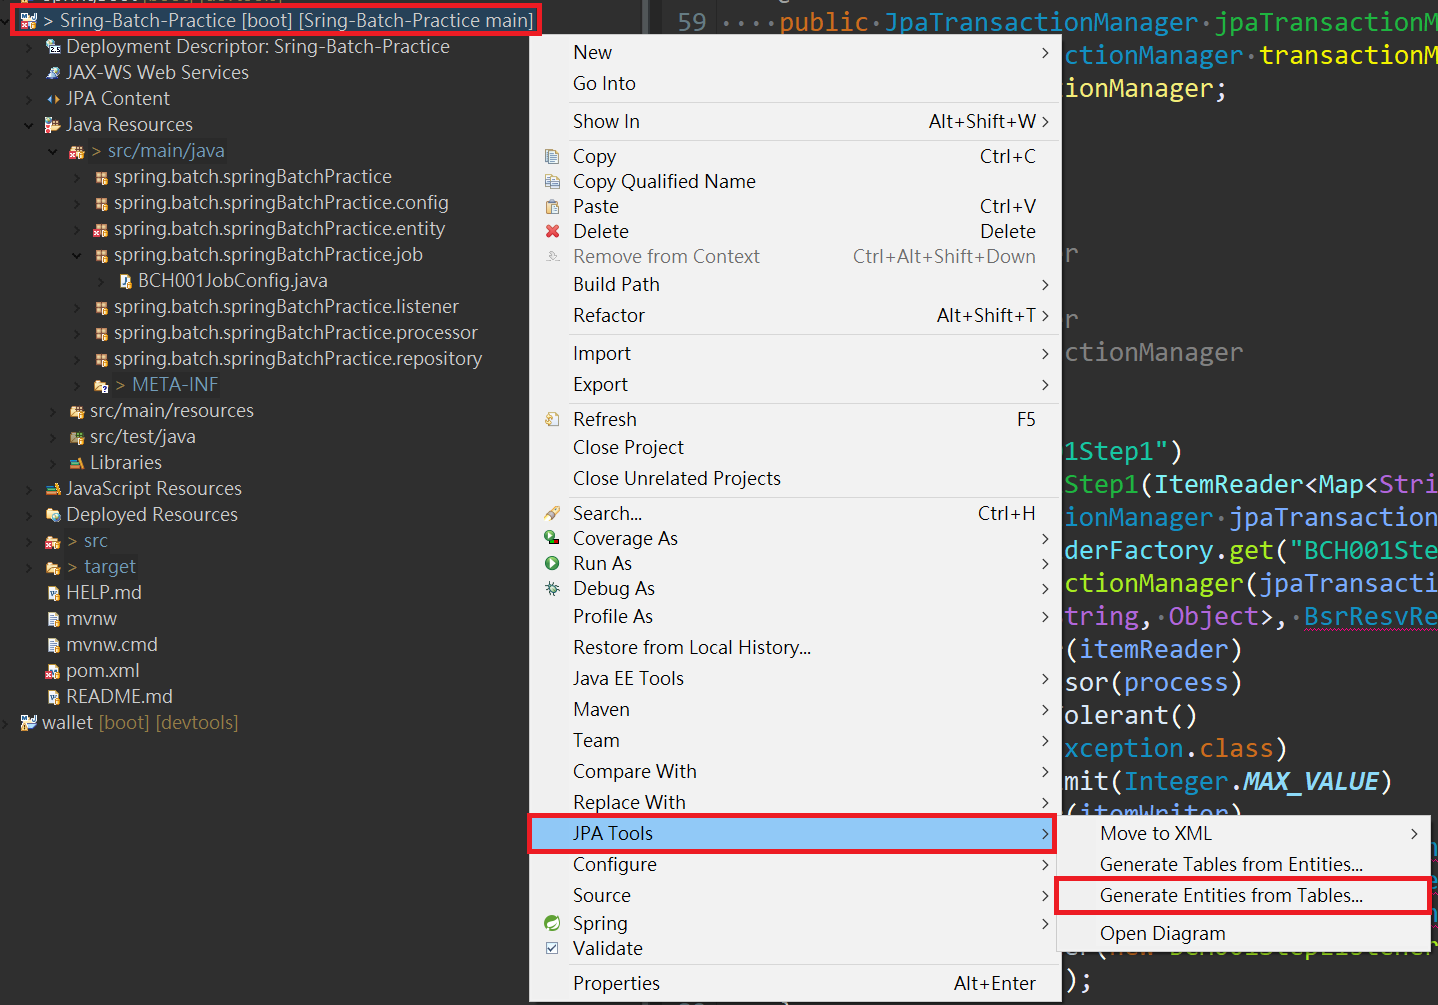 > Sring-Batch-Practice [boot] [Sring-Batch-Practice main]
Deployment Descriptor: Sring-Batch-Practice
JAX-WS Web Services
JPA Content
Java Resources
> src/main/java
spring.batch.springBatchPractice
spring.batch.springBatchPractice.config
spring.batch.springBatchPractice.entity
spring.batch.springBatchPractice.job
BCH001JobConfig.java
spring.batch.springBatchPractice.listener
spring.batch.springBatchPractice.processor
spring.batch.springBatchPractice.repository
> META-INF
src/main/resources
src/test/java
Libraries
JavaScript Resources
Deployed Resources
> src
> target
HELP.md
mvnw
mvnw.cmd
pom.xml
README.md
wallet [boot] [devtools]
New
Go Into
Show In Alt+Shift+W
Copy Ctrl+C
Copy Qualified Name
Paste Ctrl+V
Delete Delete
Remove from Context Ctrl+Alt+Shift+Down
Build Path
Refactor Alt+Shift+T
Import
Export
Refresh F5
Close Project
Close Unrelated Projects
Search... Ctrl+H
Coverage As
Run As
Debug As
Profile As
Restore from Local History...
Java EE Tools
Maven
Team
Compare With
Replace With
JPA Tools
Configure
Source
Spring
Validate
Properties Alt+Enter
Move to XML
Generate Tables from Entities...
Generate Entities from Tables...
Open Diagram
59 ····public JpaTransactionManager·jpaTransactionM
ctionManager·transactionM
ionManager;
r
r
ctionManager
1Step1")
Step1(ItemReader<Map<Stri
ionManager·jpaTransaction
derFactory.get("BCH001Ste
ctionManager(jpaTransacti
tring,·Object>,·BsrResvRe
(itemReader)
sor(process)
olerant()
xception.class)
mit(Integer.MAX_VALUE)
(itemWriter)
);